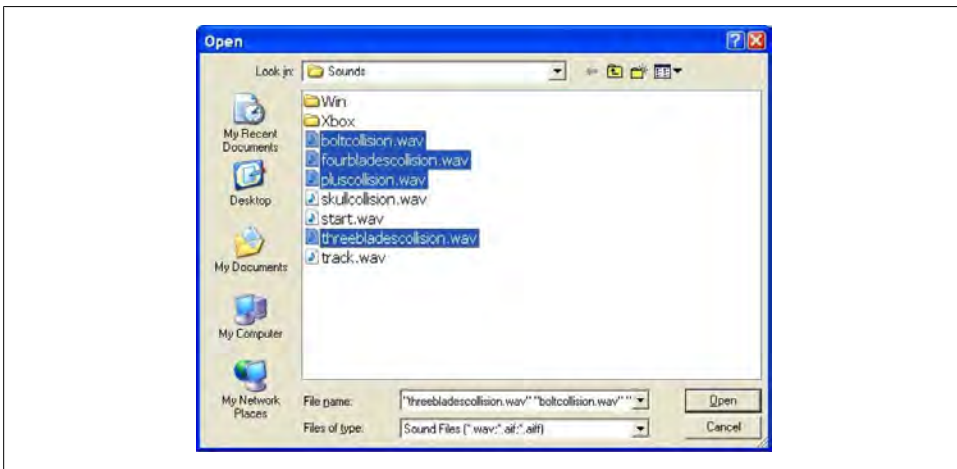 Open
Look in: Sounds
Win
Xbox
boltcollision.wav
fourbladescollision.wav
pluscollision.wav
skullcollision.wav
start.wav
threebladescollision.wav
track.wav
My Recent
Documents
Desktop
My Documents
My Computer
My Network
Places
File name: "threebladescollision.wav" "boltcollision.wav" "
Open
Files of type: Sound Files (*.wav;*.aif;*.aiff)
Cancel